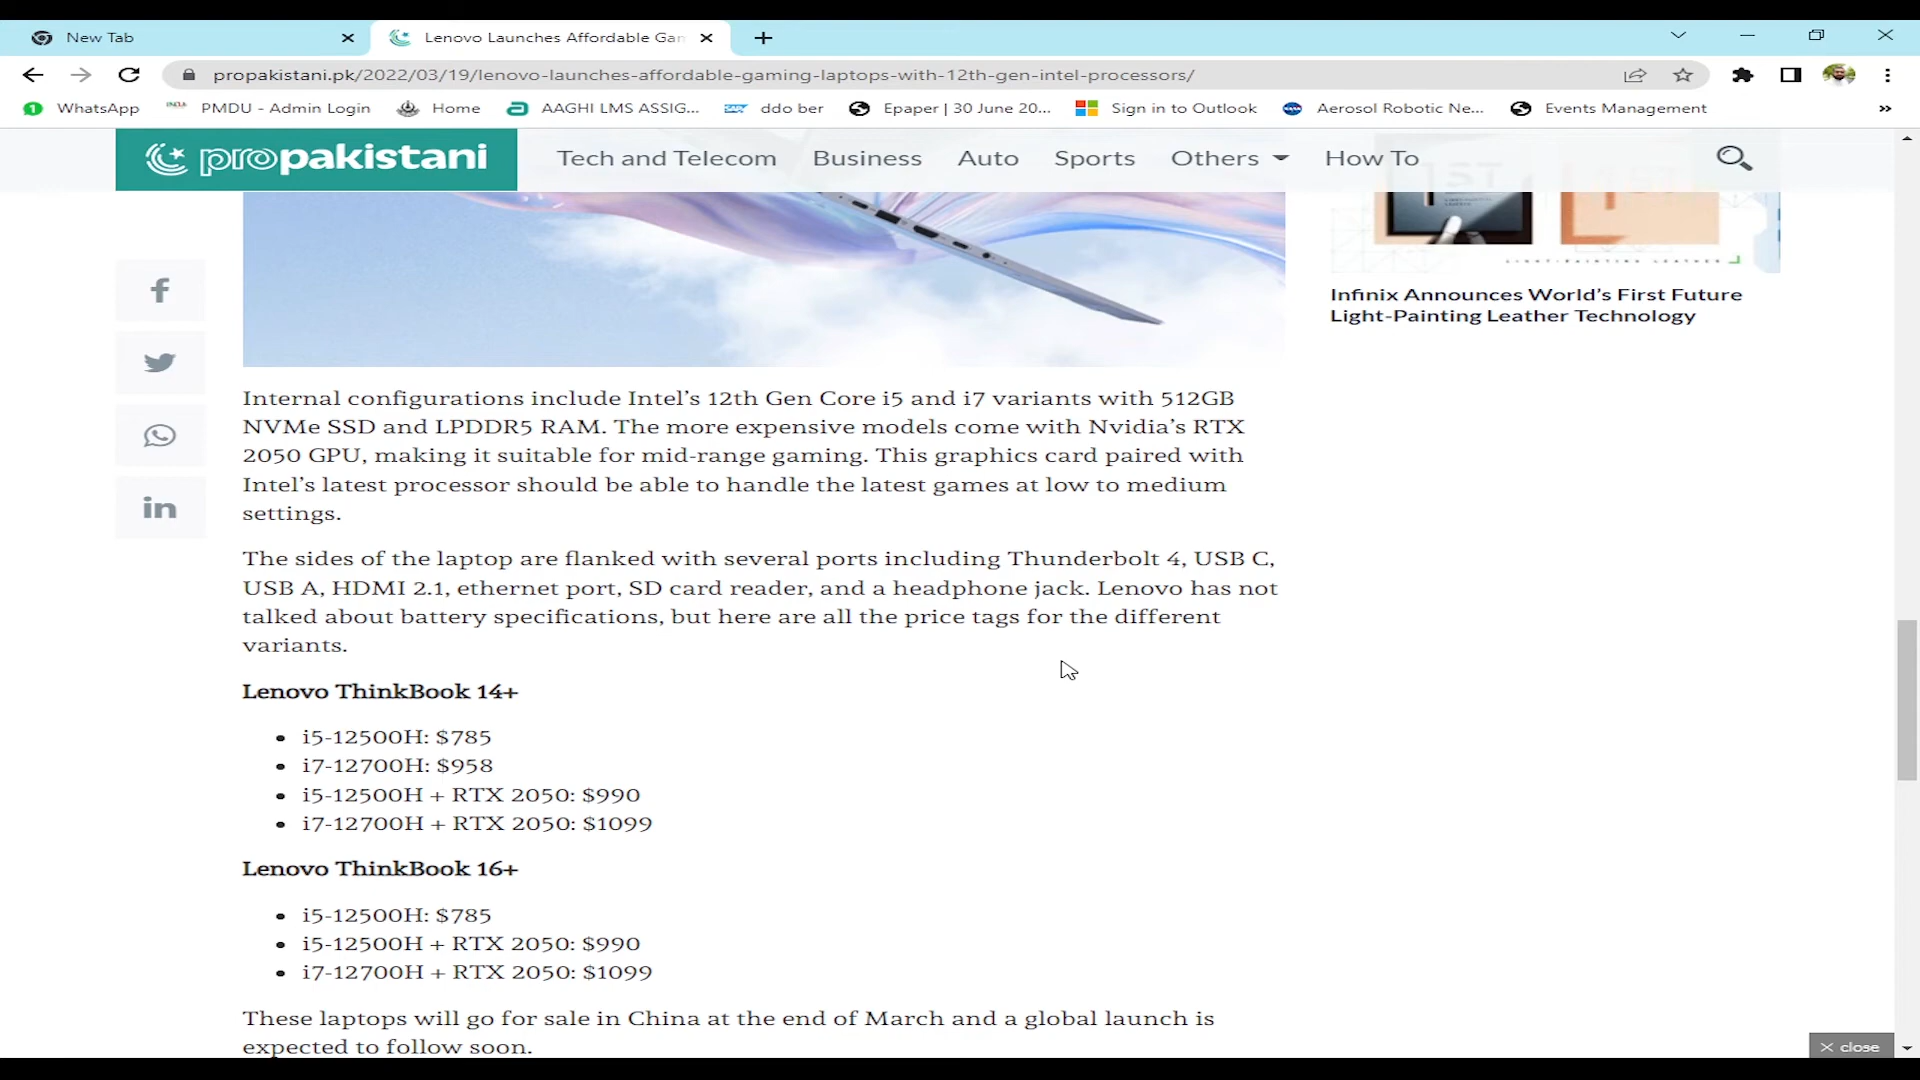 New Tab
Lenovo Launches Affordable Gam
propakistani.pk/2022/03/19/lenovo-launches-affordable-gaming-laptops-with-12th-gen-intel-processors/
WhatsApp PMDU - Admin Login Home AAGHI LMS ASSIG... ddo ber Epaper | 30 June 20... Sign in to Outlook Aerosol Robotic Ne... Events Management »
propakistani Tech and Telecom Business Auto Sports Others How To
LIGHT-PAINTING LEATHER
Infinix Announces World’s First Future
Light-Painting Leather Technology
Internal configurations include Intel’s 12th Gen Core i5 and i7 variants with 512GB
NVMe SSD and LPDDR5 RAM. The more expensive models come with Nvidia’s RTX
2050 GPU, making it suitable for mid-range gaming. This graphics card paired with
Intel’s latest processor should be able to handle the latest games at low to medium
settings.
The sides of the laptop are flanked with several ports including Thunderbolt 4, USB C,
USB A, HDMI 2.1, ethernet port, SD card reader, and a headphone jack. Lenovo has not
talked about battery specifications, but here are all the price tags for the different
variants.
Lenovo ThinkBook 14+
• i5-12500H: $785
• i7-12700H: $958
• i5-12500H + RTX 2050: $990
• i7-12700H + RTX 2050: $1099
Lenovo ThinkBook 16+
• i5-12500H: $785
• i5-12500H + RTX 2050: $990
• i7-12700H + RTX 2050: $1099
These laptops will go for sale in China at the end of March and a global launch is
expected to follow soon.
close